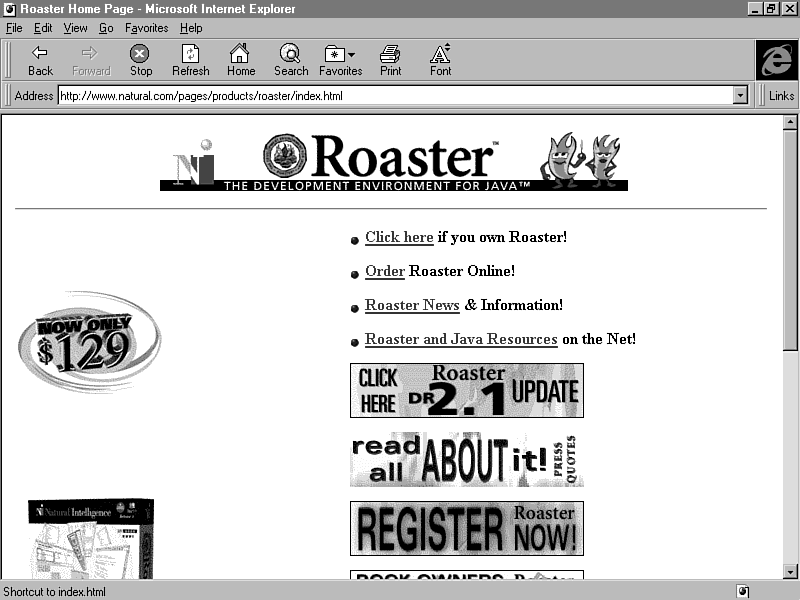 Roaster Home Page - Microsoft Internet Explorer
File Edit View Go Favorites Help
Back Forward Stop Refresh Home Search Favorites Print Font
Address http://www.natural.com/pages/products/roaster/index.html Links
Ni Roaster™
THE DEVELOPMENT ENVIRONMENT FOR JAVA™
Click here if you own Roaster!
Order Roaster Online!
Roaster News & Information!
Roaster and Java Resources on the Net!
NOW ONLY
$129
CLICK HERE Roaster DR 2.1 UPDATE
read all ABOUT it! PRESS QUOTES
Ni Natural Intelligence
REGISTER Roaster NOW!
BOOK OWNERS Roaster
Shortcut to index.html